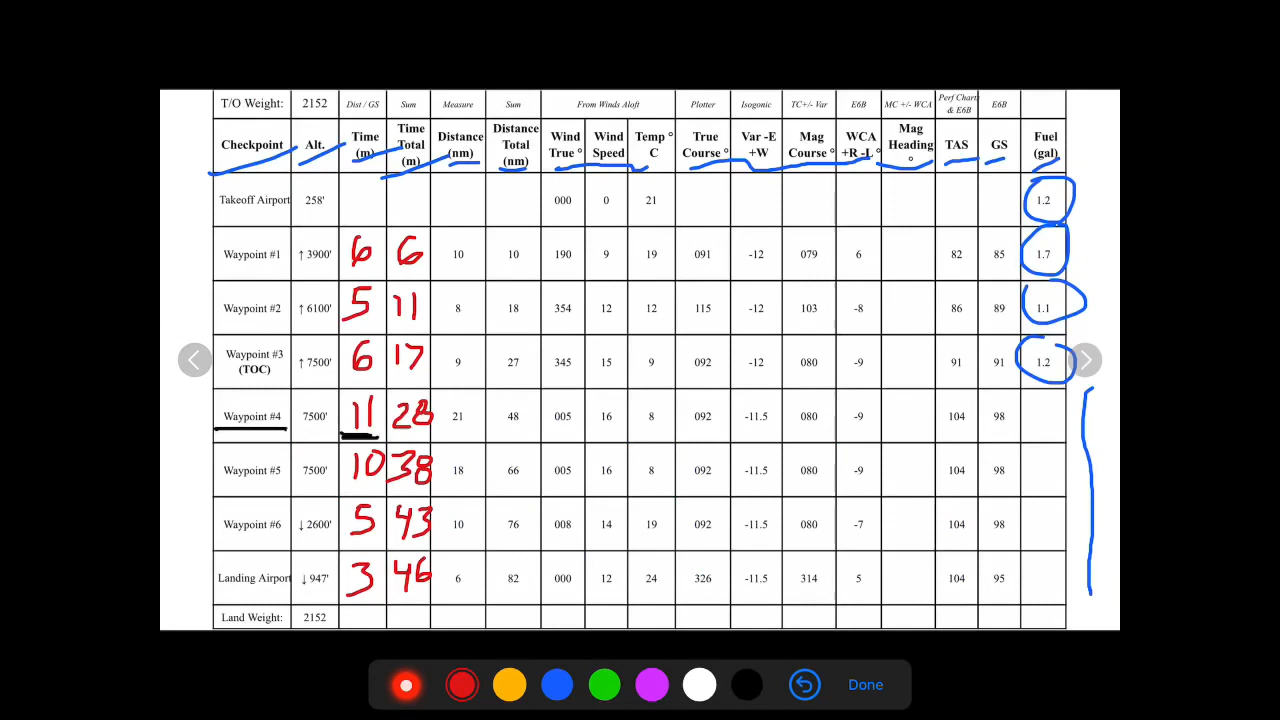 T/O Weight: 2152 Dist / GS Sum Measure Sum From Winds Aloft Plotter Isogonic TC+/- Var E6B MC +/- WCA Perf Charts & E6B E6B
Checkpoint Alt. Time (m) Time Total (m) Distance (nm) Distance Total (nm) Wind True ° Wind Speed Temp ° C True Course ° Var -E +W Mag Course ° WCA +R -L ° Mag Heading ° TAS GS Fuel (gal)
Takeoff Airport 258' 000 0 21 1.2
Waypoint #1 ↑ 3900' 6 6 10 10 190 9 19 091 -12 079 6 82 85 1.7
Waypoint #2 ↑ 6100' 5 11 8 18 354 12 12 115 -12 103 -8 86 89 1.1
Waypoint #3 (TOC) ↑ 7500' 6 17 9 27 345 15 9 092 -12 080 -9 91 91 1.2
Waypoint #4 7500' 11 28 21 48 005 16 8 092 -11.5 080 -9 104 98
Waypoint #5 7500' 10 38 18 66 005 16 8 092 -11.5 080 -9 104 98
Waypoint #6 ↓ 2600' 5 43 10 76 008 14 19 092 -11.5 080 -7 104 98
Landing Airport ↓ 947' 3 46 6 82 000 12 24 326 -11.5 314 5 104 95
Land Weight: 2152
Done